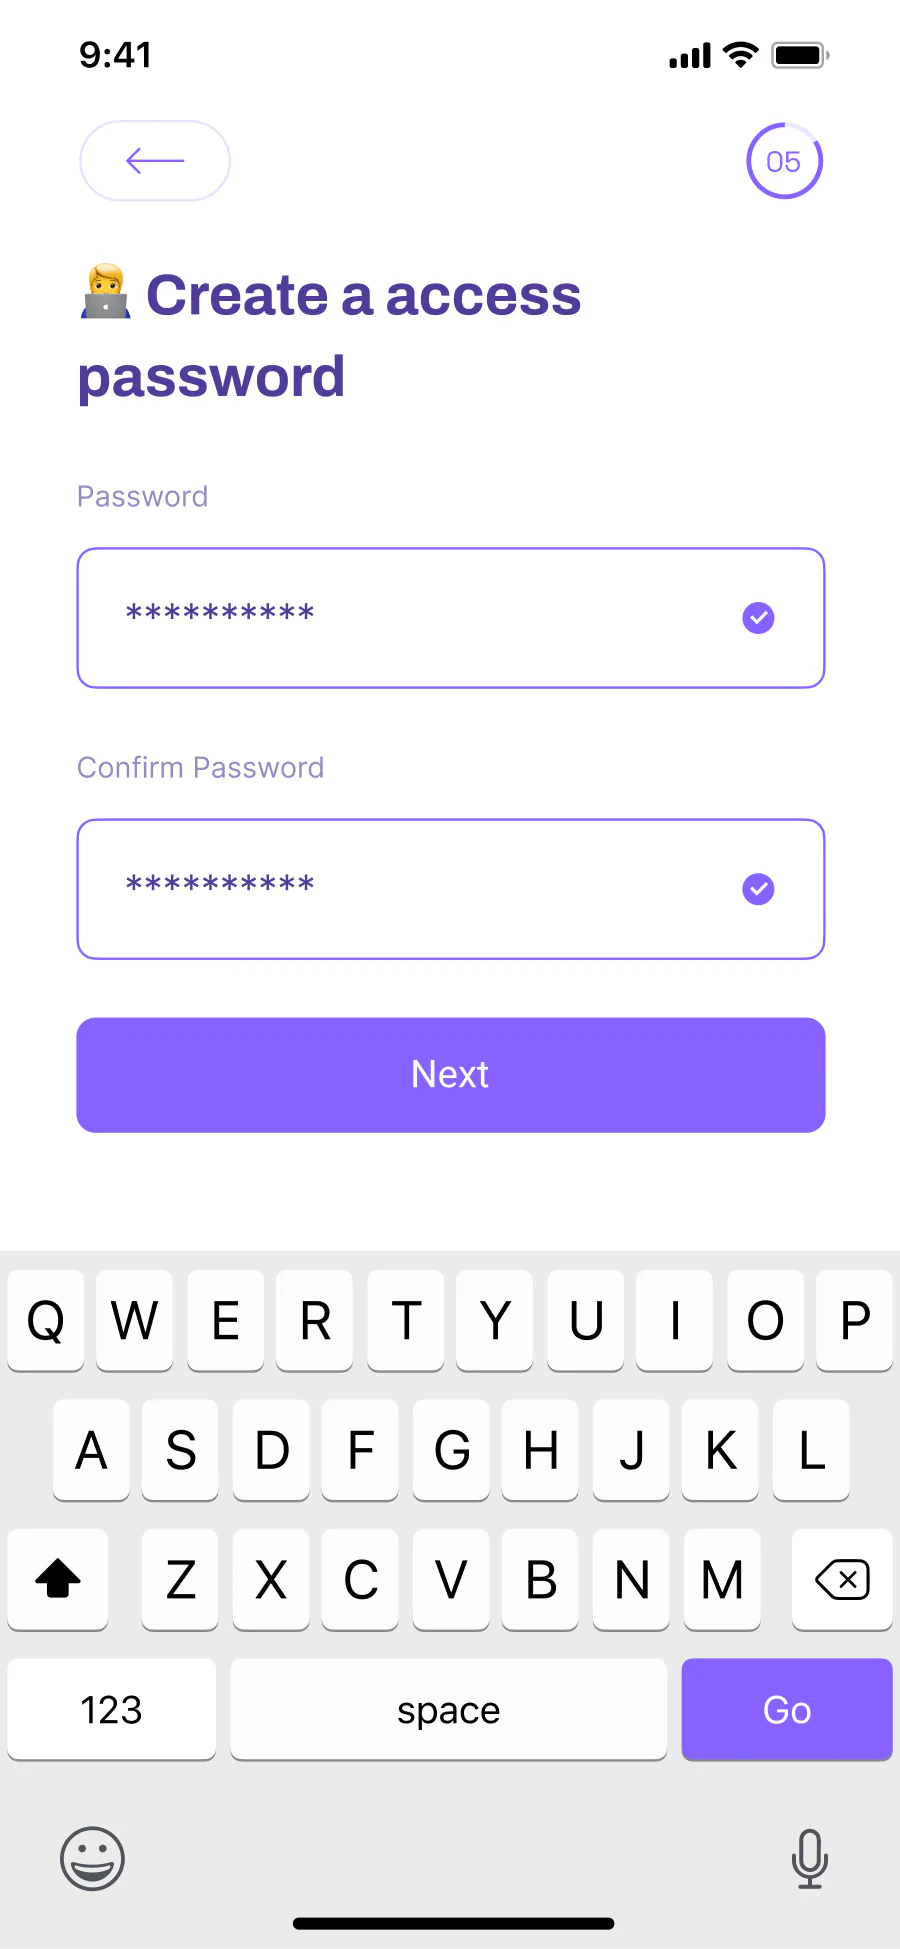 9:41
05
🧑‍💻 Create a access
password
Password
**********
Confirm Password
**********
Next
Q W E R T Y U I O P
A S D F G H J K L
Z X C V B N M
123 space Go